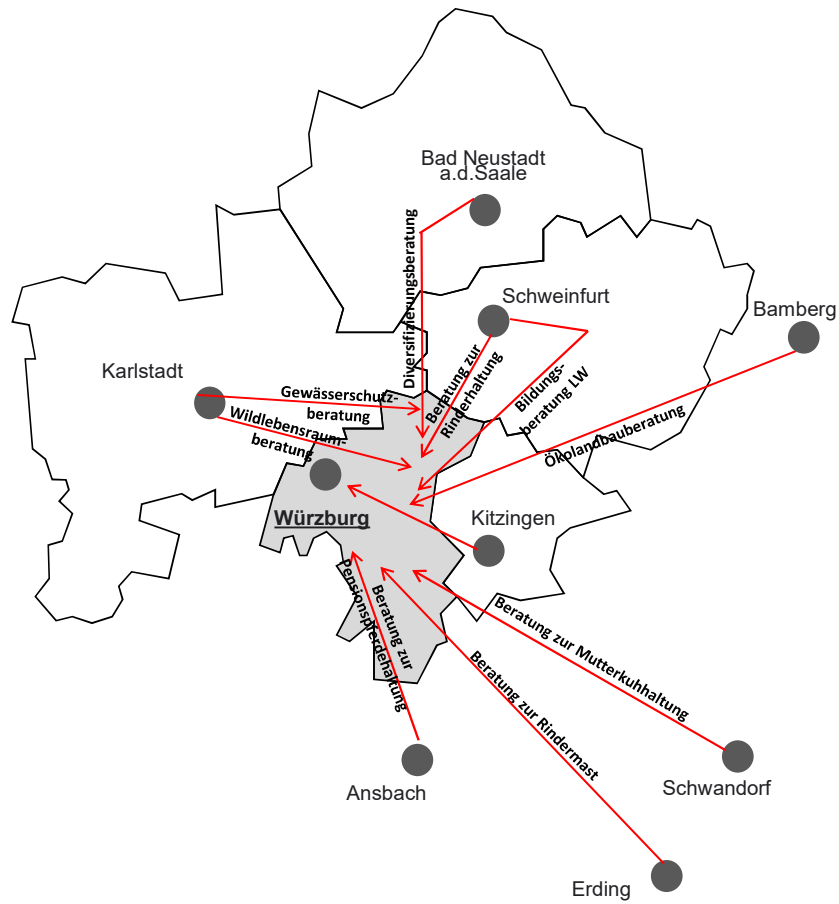 Bad Neustadt
a.d.Saale
Diversifizierungsberatung
Schweinfurt
Bamberg
Karlstadt
Gewässerschutz-
beratung
Beratung zur
Rinderhaltung
Bildungs-
beratung LW
Wildlebensraum-
beratung
Ökolandbauberatung
Würzburg
Kitzingen
Beratung zur
Pensionspferdehaltung
Beratung zur Mutterkuhhaltung
Beratung zur Rindermast
Ansbach
Schwandorf
Erding